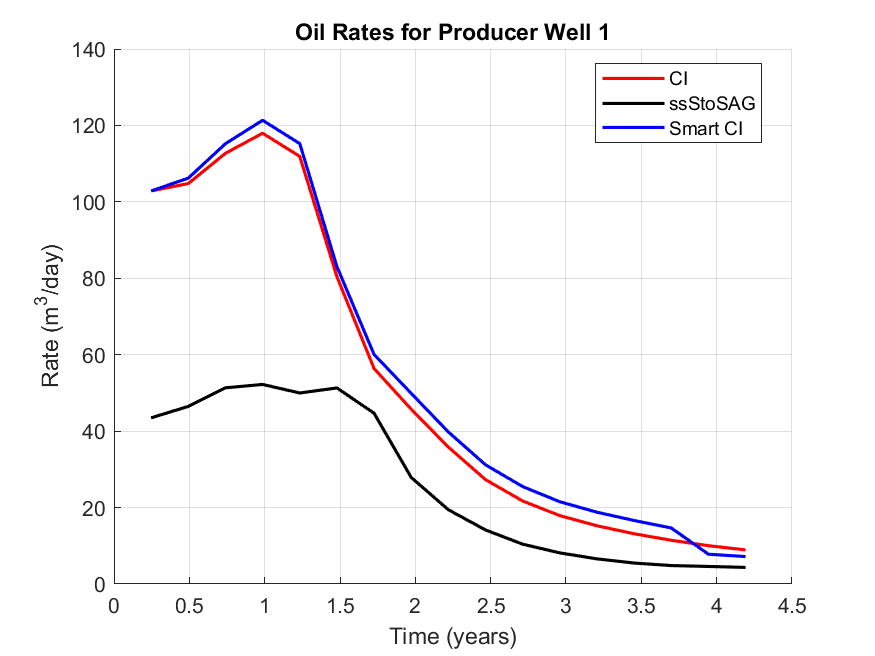 Oil Rates for Producer Well 1
CI
ssStoSAG
Smart CI
Rate (m³/day)
140
120
100
80
60
40
20
0
0 0.5 1 1.5 2 2.5 3 3.5 4 4.5
Time (years)